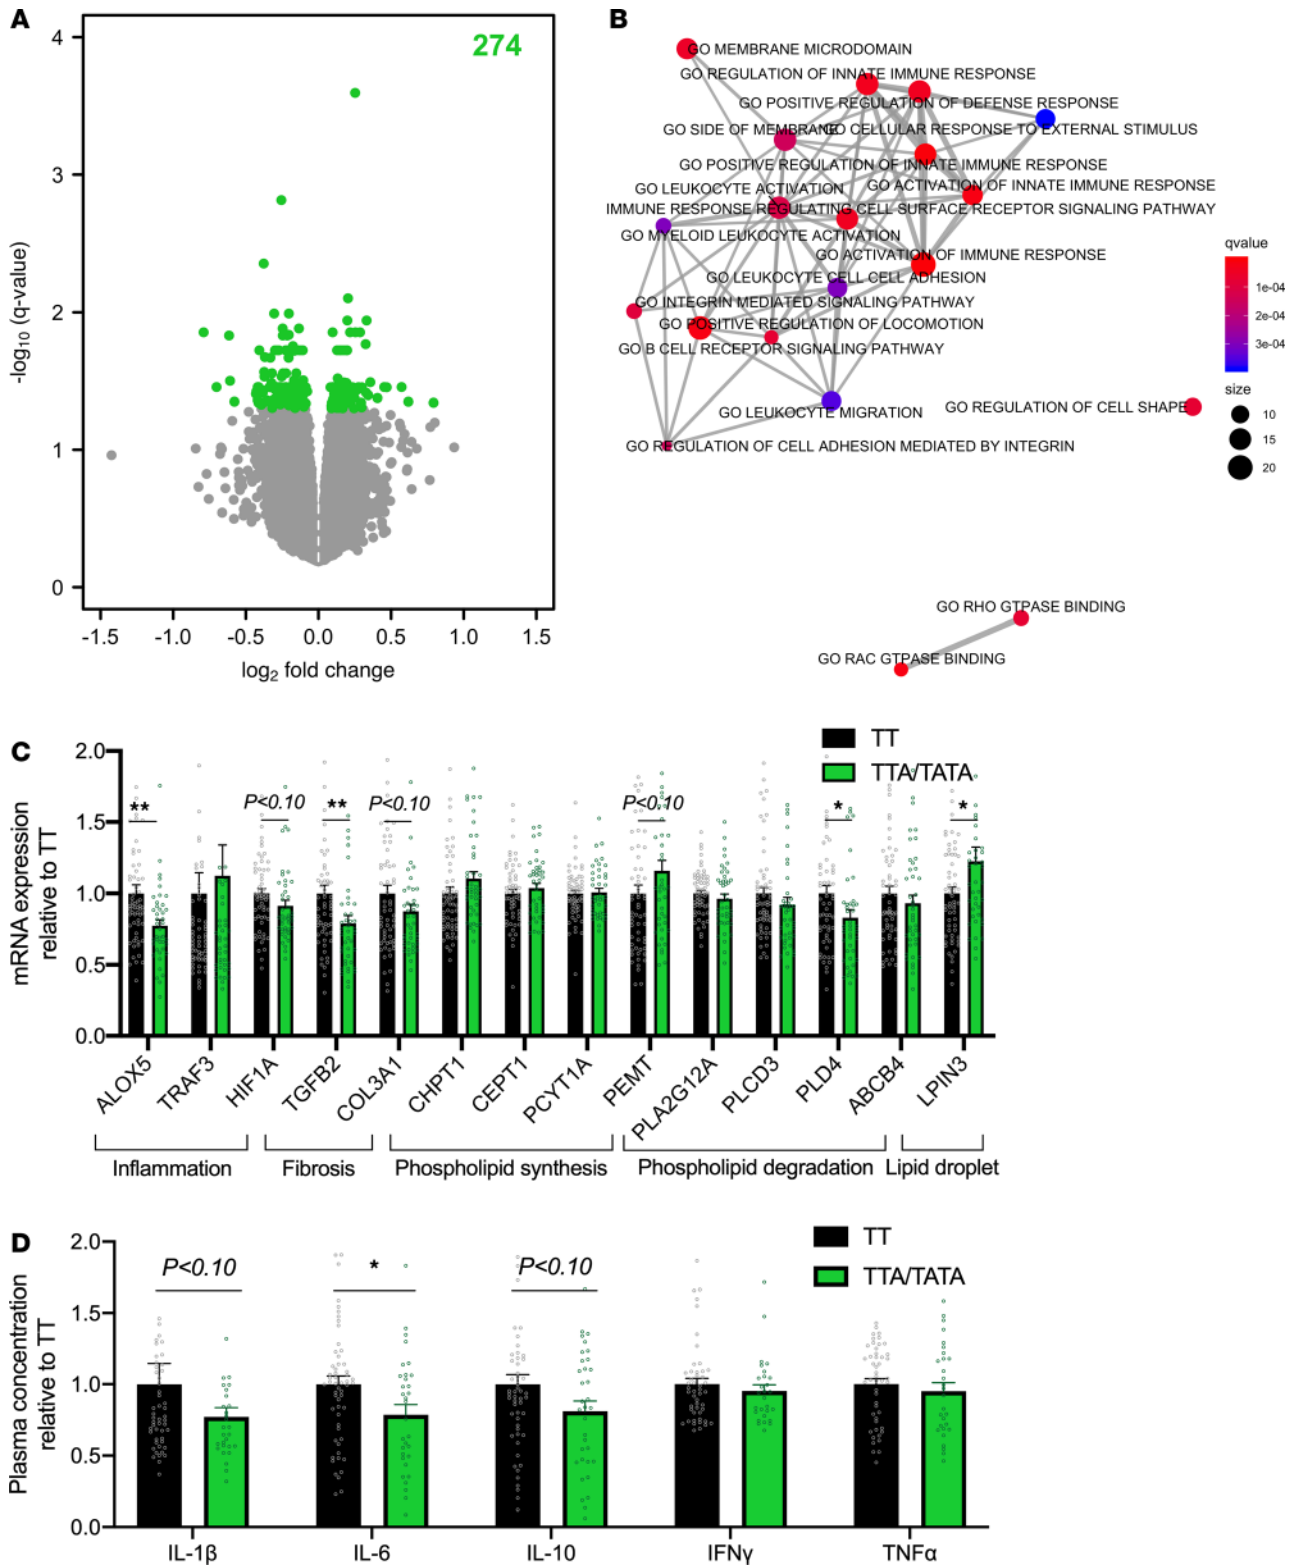 A
274
4
3
2
1
0
-log10 (q-value)
-1.5 -1.0 -0.5 0.0 0.5 1.0 1.5
log2 fold change
B
GO MEMBRANE MICRODOMAIN
GO REGULATION OF INNATE IMMUNE RESPONSE
GO POSITIVE REGULATION OF DEFENSE RESPONSE
GO SIDE OF MEMBRANE
GO CELLULAR RESPONSE TO EXTERNAL STIMULUS
GO POSITIVE REGULATION OF INNATE IMMUNE RESPONSE
GO LEUKOCYTE ACTIVATION
GO ACTIVATION OF INNATE IMMUNE RESPONSE
IMMUNE RESPONSE REGULATING CELL SURFACE RECEPTOR SIGNALING PATHWAY
GO MYELOID LEUKOCYTE ACTIVATION
GO ACTIVATION OF IMMUNE RESPONSE
GO LEUKOCYTE CELL CELL ADHESION
GO INTEGRIN MEDIATED SIGNALING PATHWAY
GO POSITIVE REGULATION OF LOCOMOTION
GO B CELL RECEPTOR SIGNALING PATHWAY
GO LEUKOCYTE MIGRATION
GO REGULATION OF CELL SHAPE
GO REGULATION OF CELL ADHESION MEDIATED BY INTEGRIN
GO RHO GTPASE BINDING
GO RAC GTPASE BINDING
qvalue
1e-04
2e-04
3e-04
size
10
15
20
C
TT
TTA/TATA
2.0
1.5
1.0
0.5
0.0
mRNA expression
relative to TT
** P<0.10 ** P<0.10 P<0.10 * *
ALOX5 TRAF3 HIF1A TGFB2 COL3A1 CHPT1 CEPT1 PCYT1A PEMT PLA2G12A PLCD3 PLD4 ABCB4 LPIN3
Inflammation Fibrosis Phospholipid synthesis Phospholipid degradation Lipid droplet
D
TT
TTA/TATA
2.0
1.5
1.0
0.5
0.0
Plasma concentration
relative to TT
P<0.10 * P<0.10
IL-1β IL-6 IL-10 IFNγ TNFα